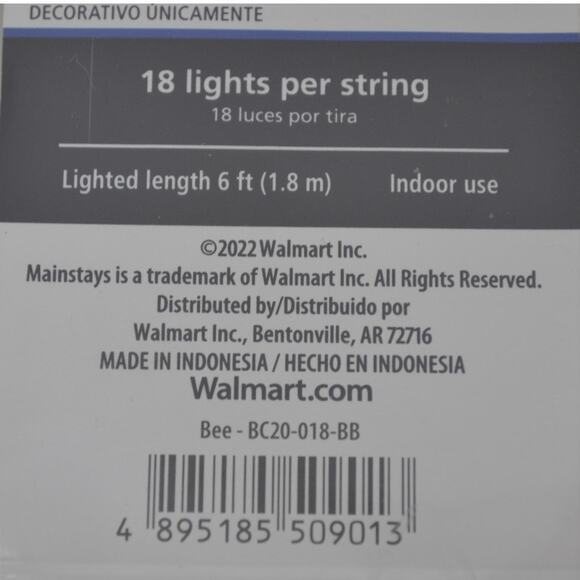 DECORATIVO ÚNICAMENTE
18 lights per string
18 luces por tira
Lighted length 6 ft (1.8 m) Indoor use
©2022 Walmart Inc.
Mainstays is a trademark of Walmart Inc. All Rights Reserved.
Distributed by/Distribuido por
Walmart Inc., Bentonville, AR 72716
MADE IN INDONESIA / HECHO EN INDONESIA
Walmart.com
Bee - BC20-018-BB
4 895185 509013